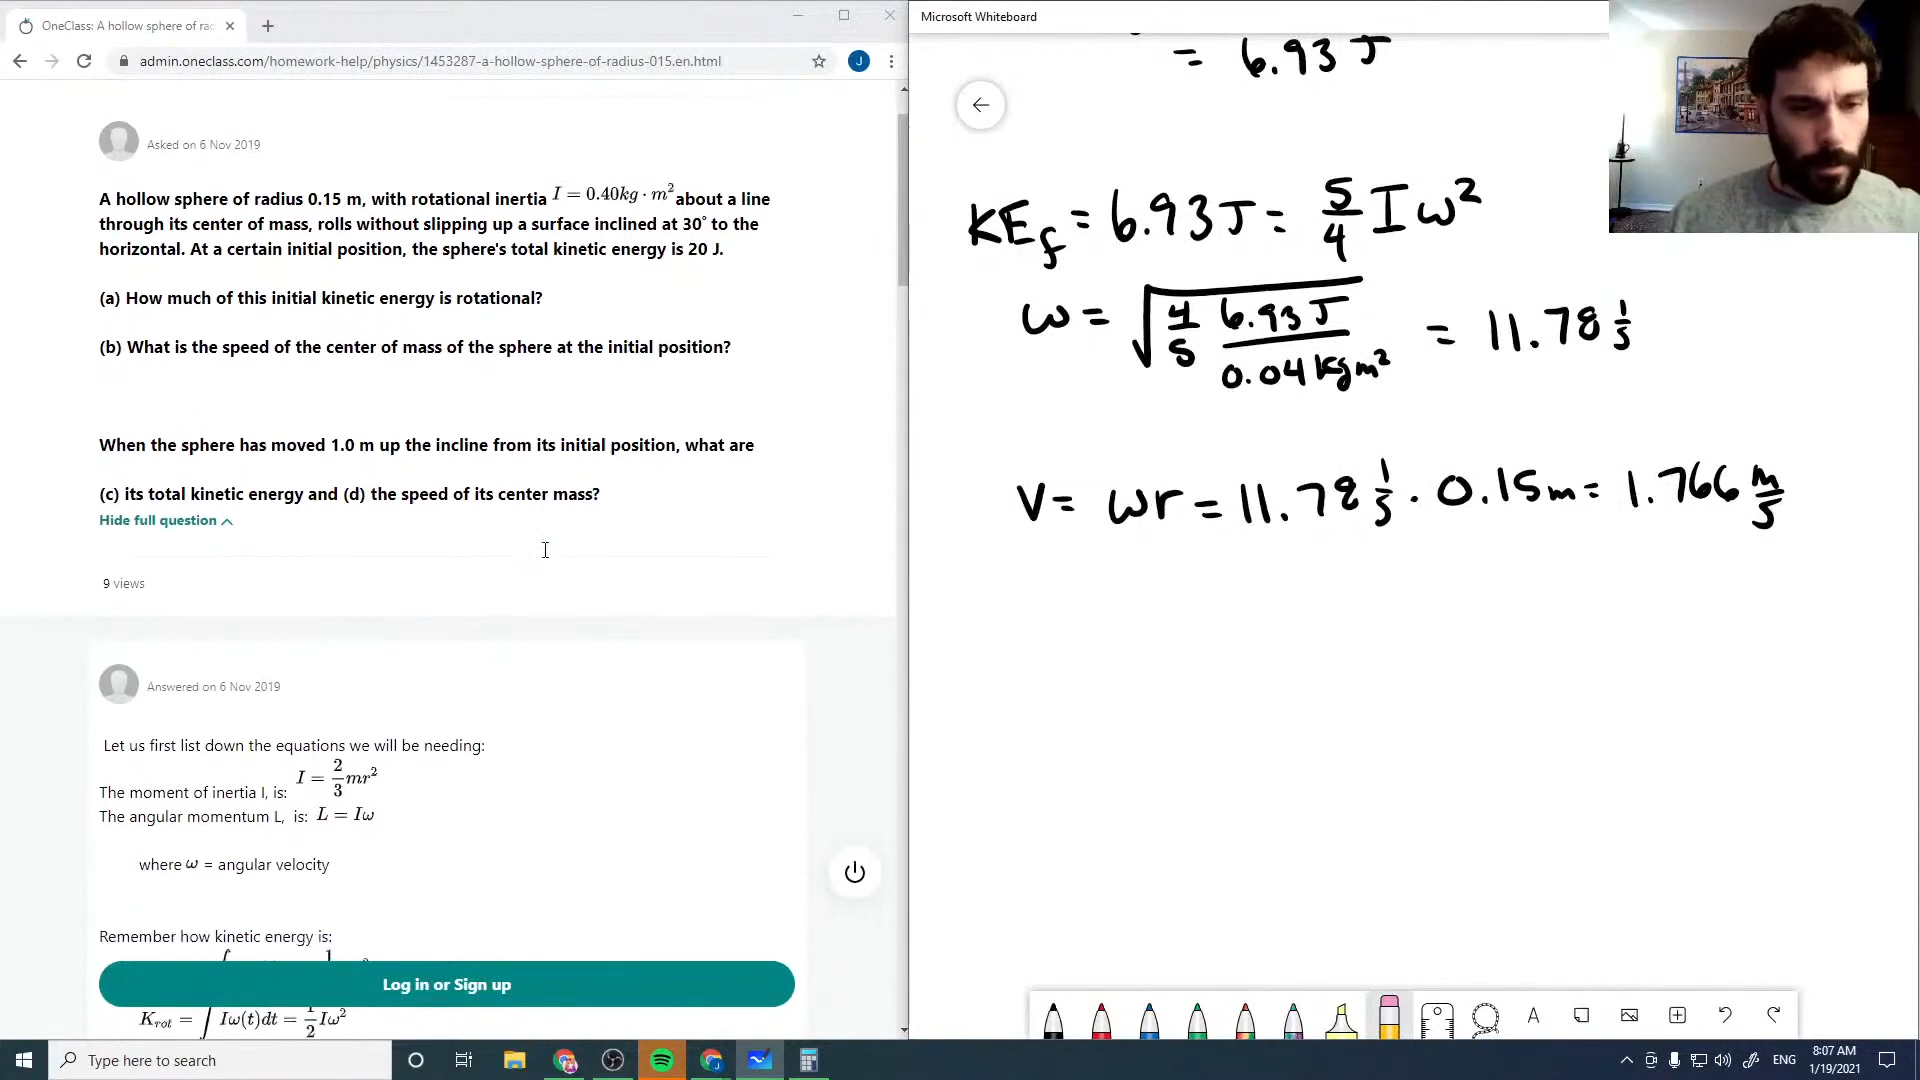 OneClass: A hollow sphere of rad
admin.oneclass.com/homework-help/physics/1453287-a-hollow-sphere-of-radius-015.en.html
J
Asked on 6 Nov 2019
A hollow sphere of radius 0.15 m, with rotational inertia I = 0.40kg · m² about a line
through its center of mass, rolls without slipping up a surface inclined at 30° to the
horizontal. At a certain initial position, the sphere's total kinetic energy is 20 J.
(a) How much of this initial kinetic energy is rotational?
(b) What is the speed of the center of mass of the sphere at the initial position?
When the sphere has moved 1.0 m up the incline from its initial position, what are
(c) its total kinetic energy and (d) the speed of its center mass?
Hide full question
9 views
Answered on 6 Nov 2019
Let us first list down the equations we will be needing:
The moment of inertia I, is: I = 2/3 mr²
The angular momentum L, is: L = Iω
where ω = angular velocity
Remember how kinetic energy is:
Log in or Sign up
K_rot = ∫ Iω(t)dt = 1/2 Iω²
Microsoft Whiteboard
= 6.93 J
KE_f = 6.93 J = 5/4 I ω²
ω = √(4/5 6.93 J / 0.04 kg m²) = 11.78 1/s
V = ωr = 11.78 1/s · 0.15 m = 1.766 m/s
A
Type here to search
ENG
8:07 AM
1/19/2021